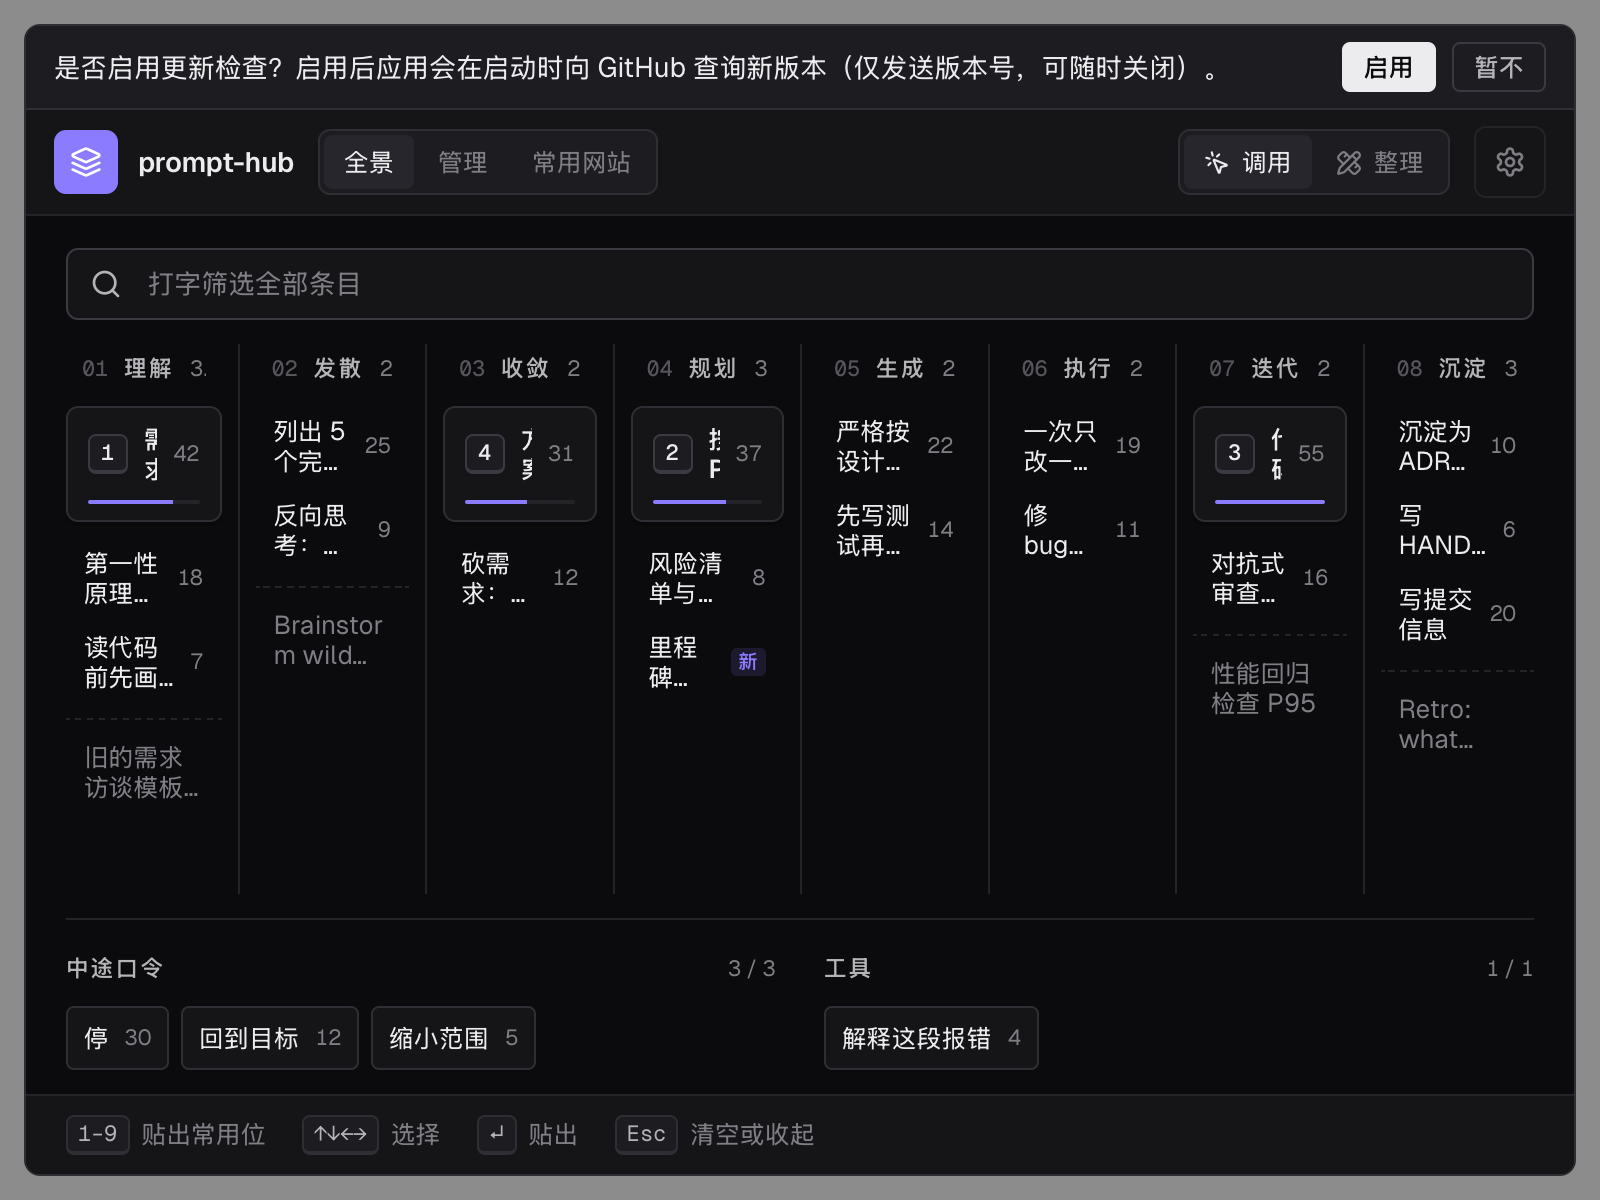 是否启用更新检查？启用后应用会在启动时向 GitHub 查询新版本（仅发送版本号，可随时关闭）。
启用
暂不
prompt-hub
全景
管理
常用网站
调用
整理
打字筛选全部条目
01 理解 3
1
42
第一性
原理…
18
读代码
前先画…
7
旧的需求
访谈模板…
02 发散 2
列出 5
个完…
25
反向思
考：…
9
Brainstor
m wild…
03 收敛 2
4
31
砍需
求：…
12
04 规划 3
2
37
风险清
单与…
8
里程
碑…
新
05 生成 2
严格按
设计…
22
先写测
试再…
14
06 执行 2
一次只
改一…
19
修
bug…
11
07 迭代 2
3
55
对抗式
审查…
16
性能回归
检查 P95
08 沉淀 3
沉淀为
ADR…
10
写
HAND…
6
写提交
信息
20
Retro:
what…
中途口令
3 / 3
停 30
回到目标 12
缩小范围 5
工具
1 / 1
解释这段报错 4
1-9 贴出常用位
↑↓←→ 选择
↵ 贴出
Esc 清空或收起